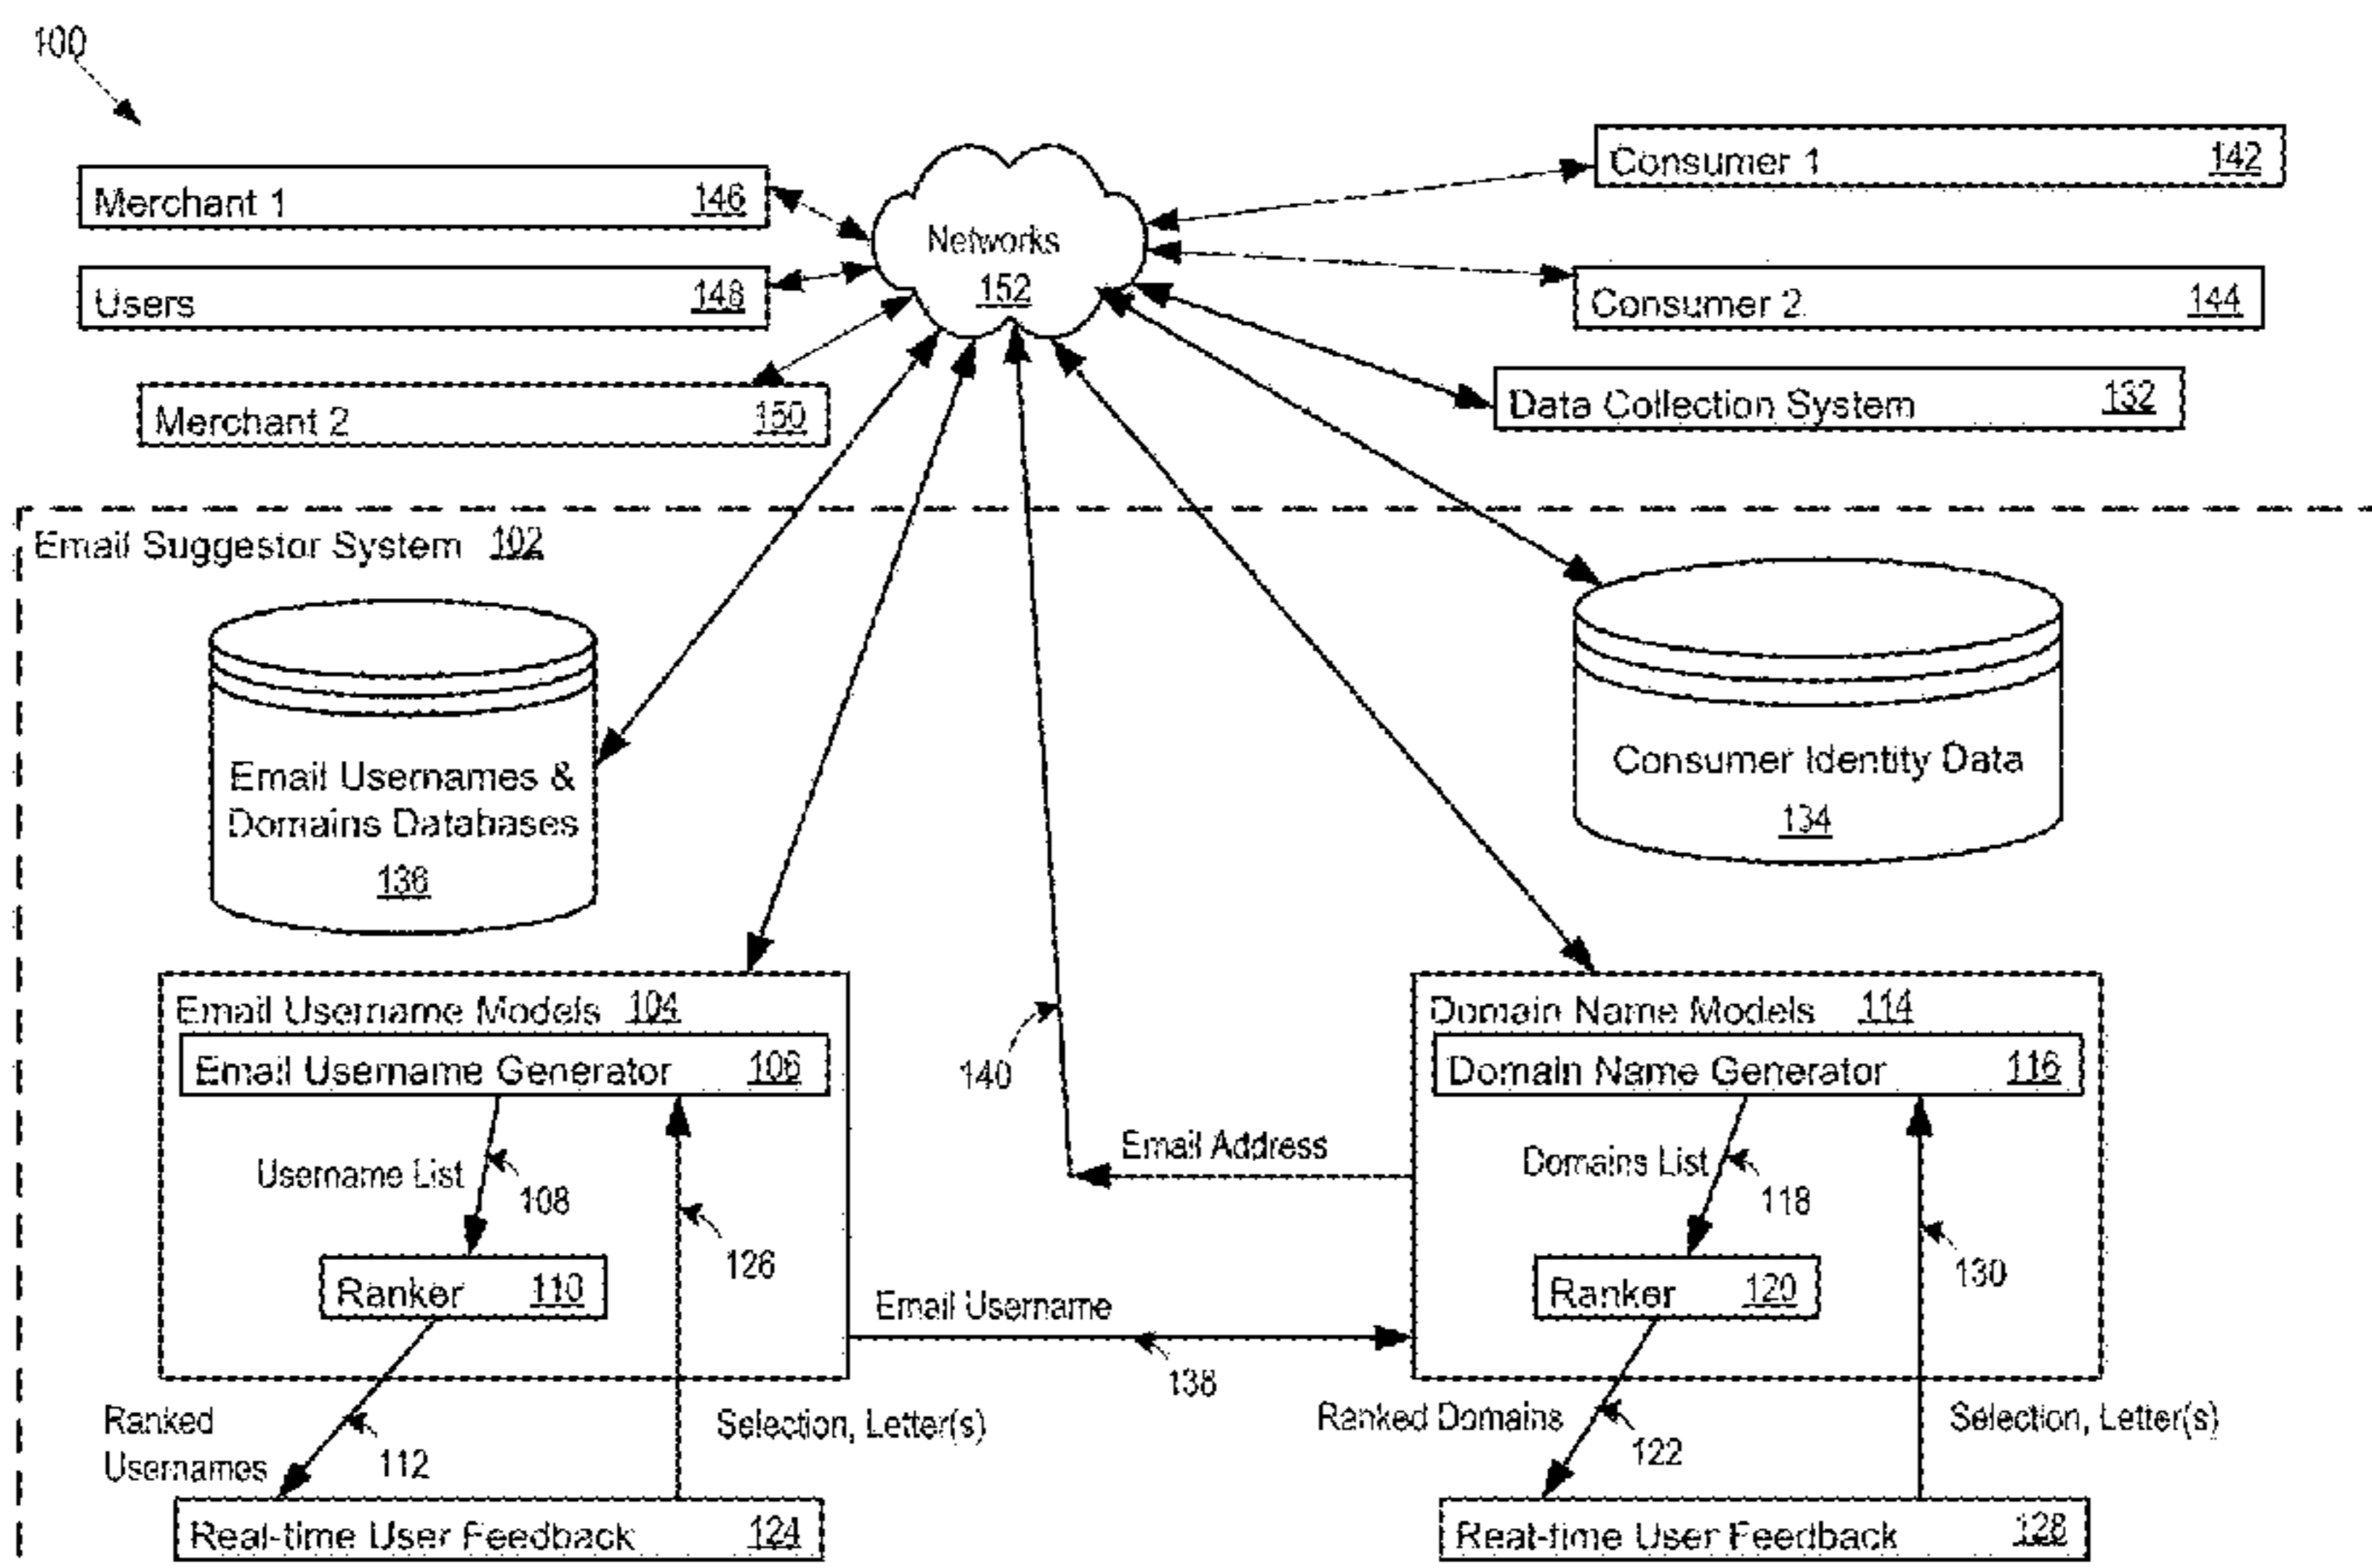 100
Merchant 1 146
Users 148
Merchant 2 150
Networks
152
Consumer 1 142
Consumer 2 144
Data Collection System 132
Email Suggestor System 102
Email Usernames &
Domains Databases
136
Consumer Identity Data
134
Email Username Models 104
Email Username Generator 106
Username List
108
126
Ranker 110
Ranked
Usernames
112
Selection, Letter(s)
Real-time User Feedback 124
140
Email Address
Email Username
138
Domain Name Models 114
Domain Name Generator 116
Domains List
118
130
Ranker 120
Ranked Domains
122
Selection, Letter(s)
Real-time User Feedback 128